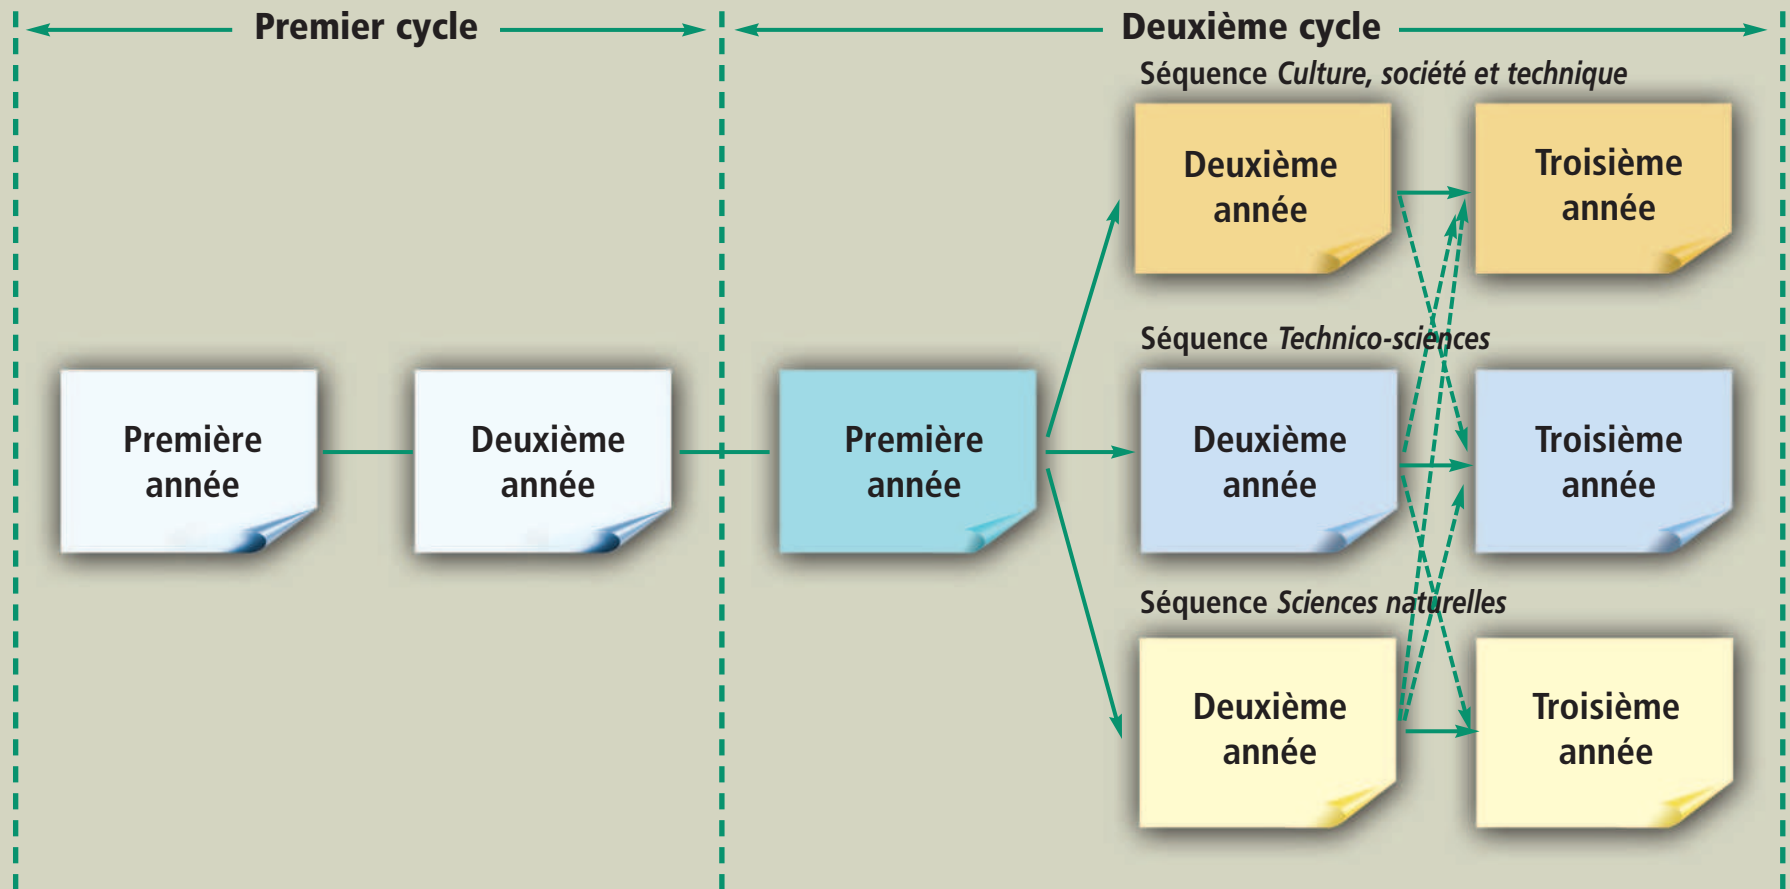 Premier cycle
Deuxième cycle
Séquence Culture, société et technique
Deuxième
année
Troisième
année
Séquence Technico-sciences
Première
année
Deuxième
année
Première
année
Deuxième
année
Troisième
année
Séquence Sciences naturelles
Deuxième
année
Troisième
année